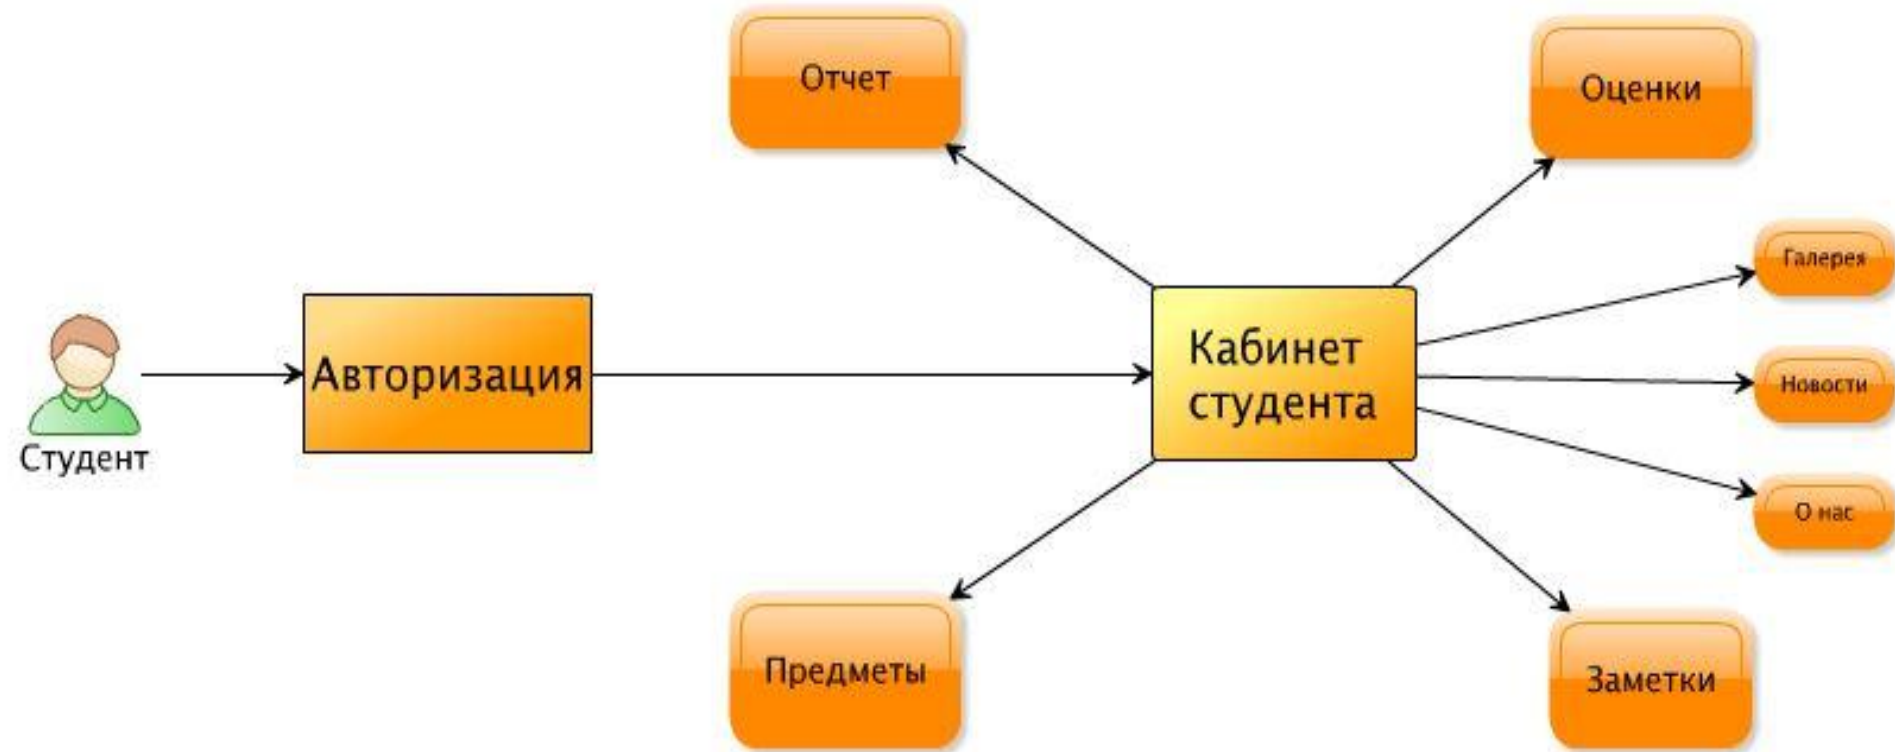 Отчет
Оценки
Галерея
Кабинет
студента
Авторизация
Новости
Студент
О нас
Предметы
Заметки